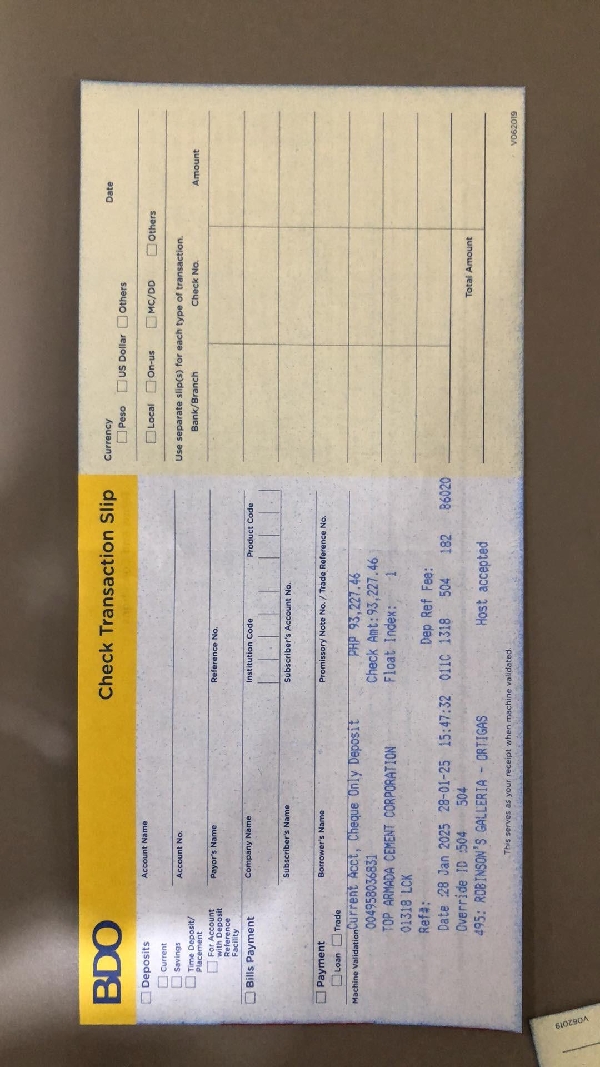 BDO
Check Transaction Slip
Deposits
Current
Savings
Time Deposit/
Placement
For Account
with Deposit
Reference
Facility
Account Name
Account No.
Payor's Name
Reference No.
Bills Payment
Company Name
Institution Code
Product Code
Subscriber's Name
Subscriber's Account No.
Payment
Loan
Trade
Borrower's Name
Promissory Note No. / Trade Reference No.
Machine Validation
Current Acct, Cheque Only Deposit PHP 93,227.46
004958036831 Check Amt:93,227.46
TOP ARMADA CEMENT CORPORATION Float Index: 1
01318 LCK
Ref#: Dep Ref Fee:
Date 28 Jan 2025 28-01-25 15:47:32 011C 1318 504 182 86020
Override ID 504 504
495: ROBINSON'S GALLERIA - ORTIGAS Host accepted
This serves as your receipt when machine validated.
Currency
Date
Peso US Dollar Others
Local On-us MC/DD Others
Use separate slip(s) for each type of transaction.
Bank/Branch Check No. Amount
Total Amount
V062019
V062019